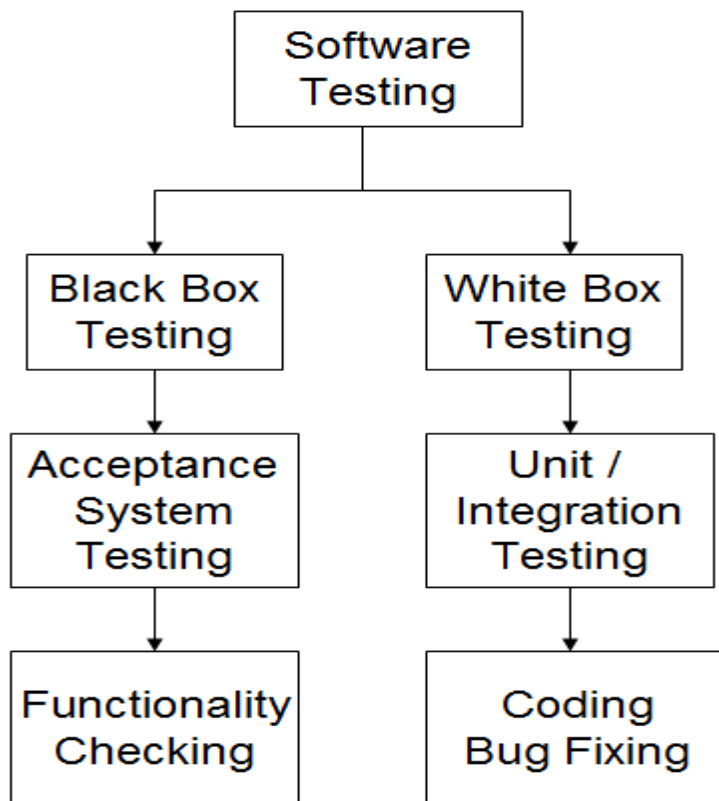 Software
Testing
Black Box
Testing
White Box
Testing
Acceptance
System
Testing
Unit /
Integration
Testing
Functionality
Checking
Coding
Bug Fixing